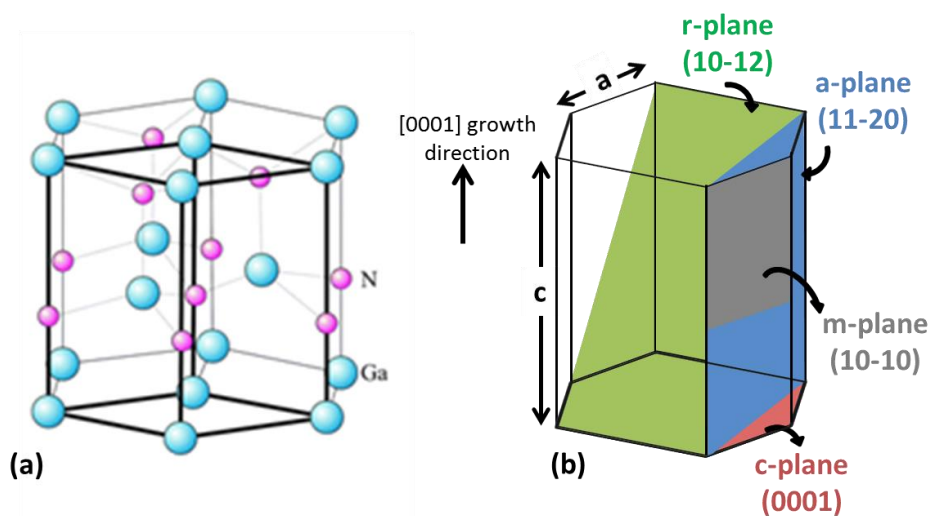 N
Ga
(a)
[0001] growth
direction
a
c
r-plane
(10-12)
a-plane
(11-20)
m-plane
(10-10)
c-plane
(0001)
(b)